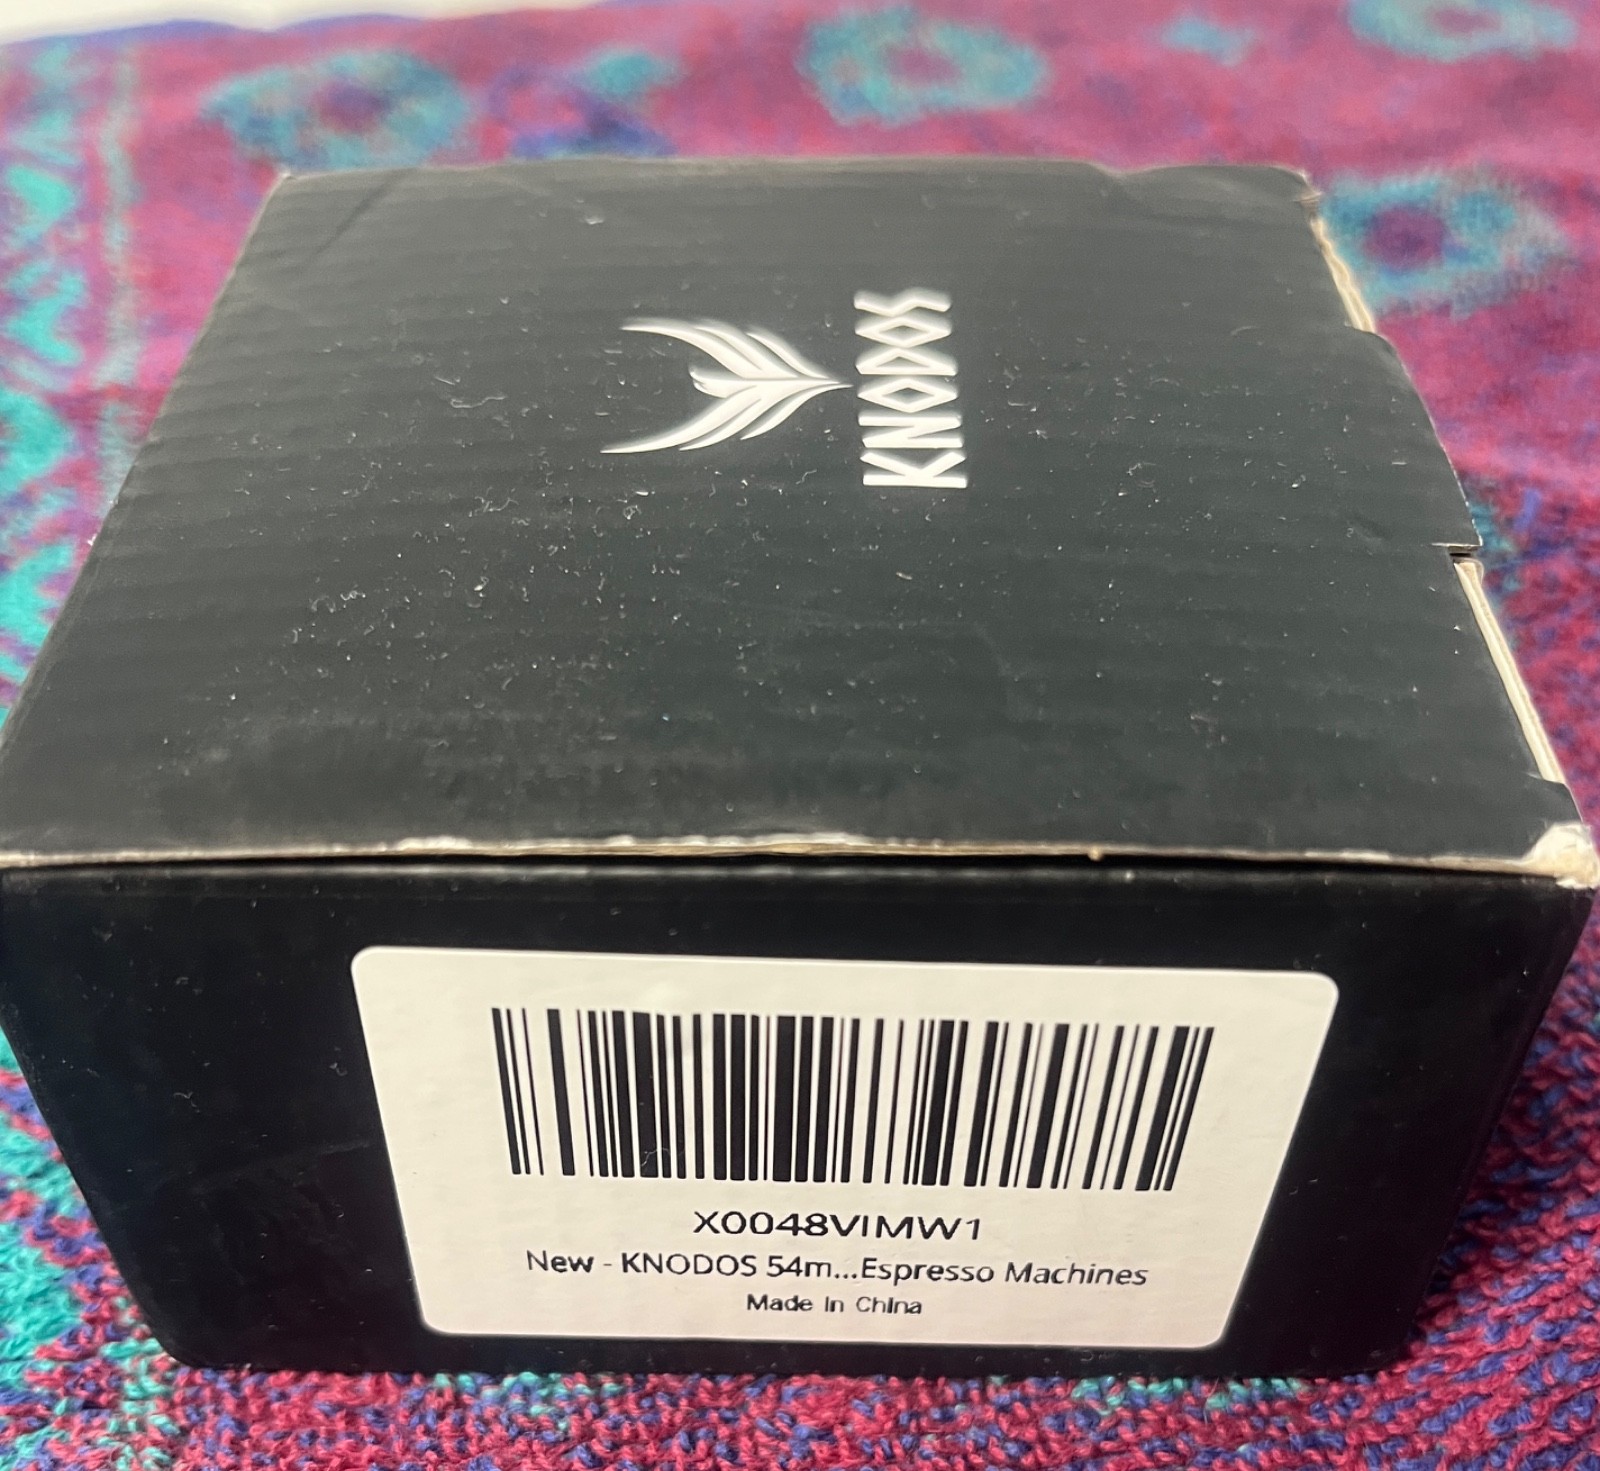 KNODOS
X0048VIMW1
New - KNODOS 54m...Espresso Machines
Made In China